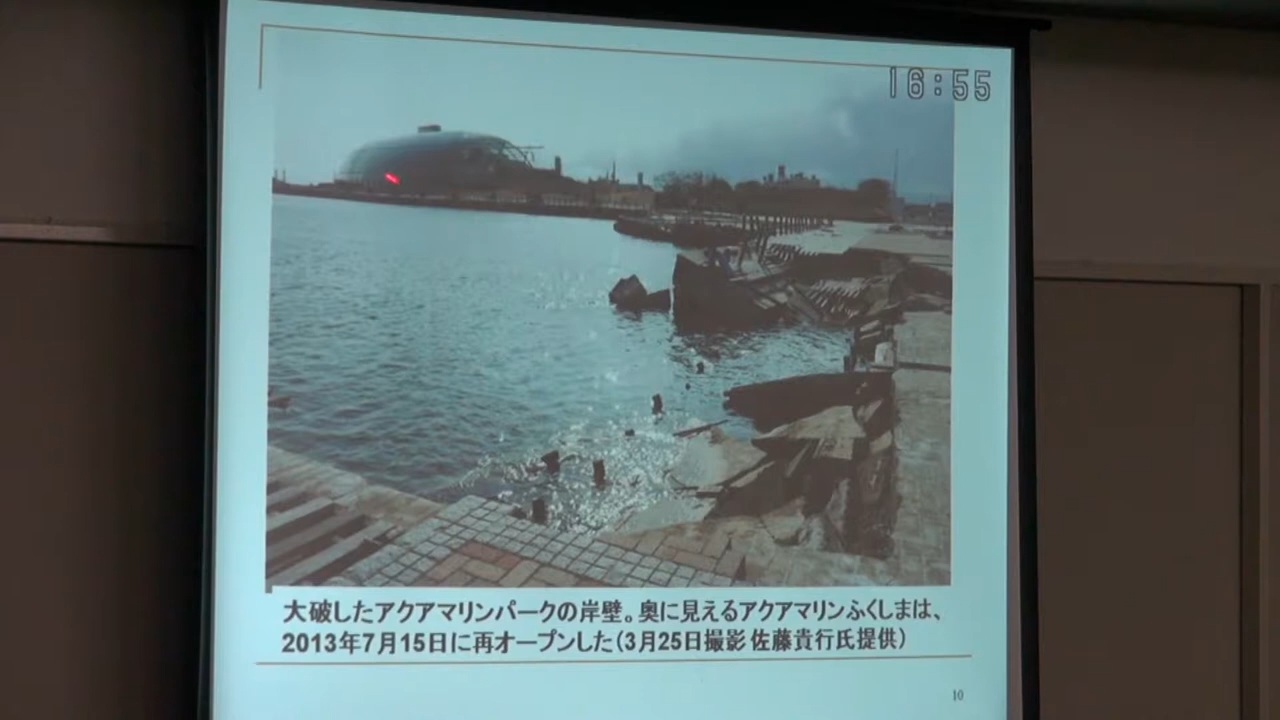 16:55
大破したアクアマリンパークの岸壁。奥に見えるアクアマリンふくしまは、
2013年7月15日に再オープンした(3月25日撮影 佐藤貴行氏提供)
10